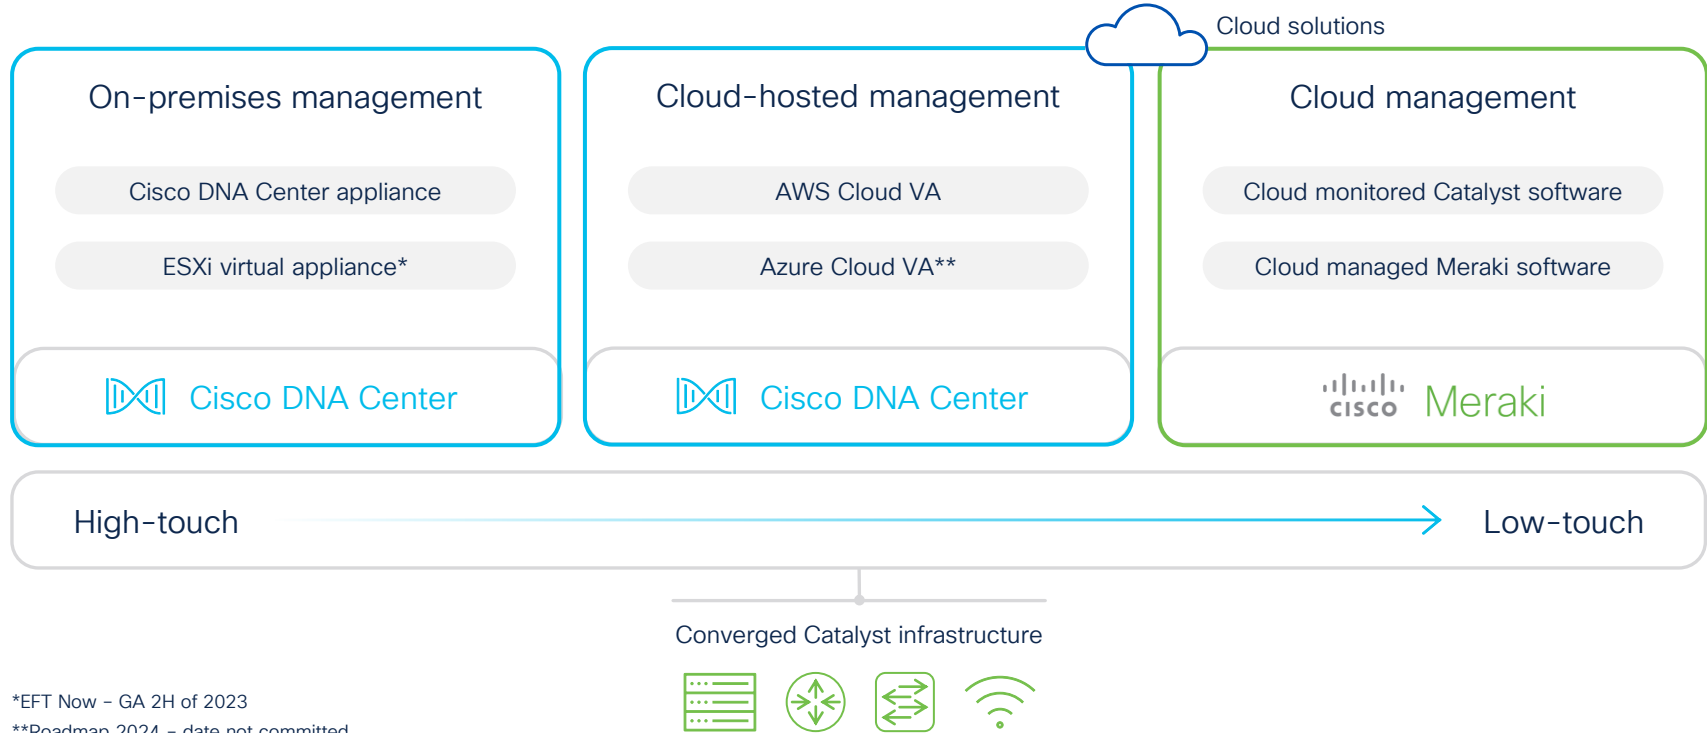 Cloud solutions
On-premises management
Cisco DNA Center appliance
ESXi virtual appliance*
Cisco DNA Center
Cloud-hosted management
AWS Cloud VA
Azure Cloud VA**
Cisco DNA Center
Cloud management
Cloud monitored Catalyst software
Cloud managed Meraki software
CISCO Meraki
High-touch
Low-touch
Converged Catalyst infrastructure
*EFT Now - GA 2H of 2023
**Roadmap 2024 - date not committed